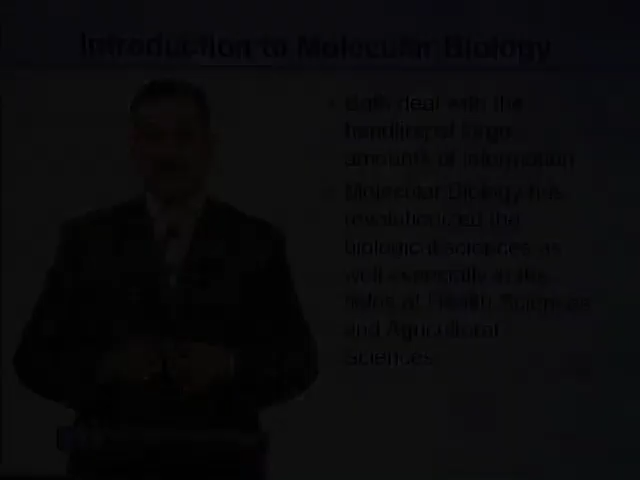 Introduction to Molecular Biology
• Both deal with the
handling of large
amounts of information
• Molecular Biology has
revolutionized the
biological sciences as
well especially in the
fields of Health Sciences
and Agricultural
Sciences